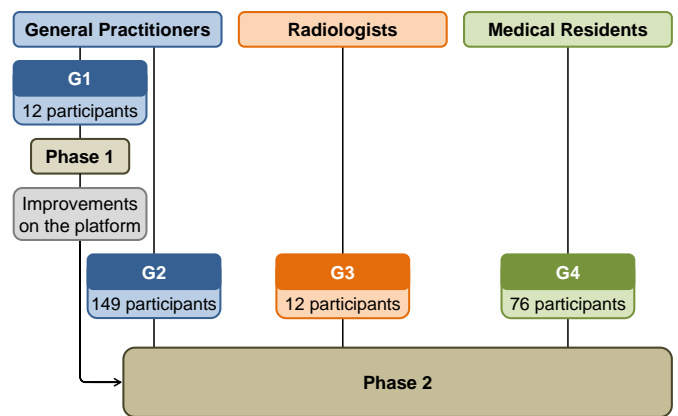 General Practitioners
Radiologists
Medical Residents
G1
12 participants
Phase 1
Improvements
on the platform
G2
149 participants
G3
12 participants
G4
76 participants
Phase 2